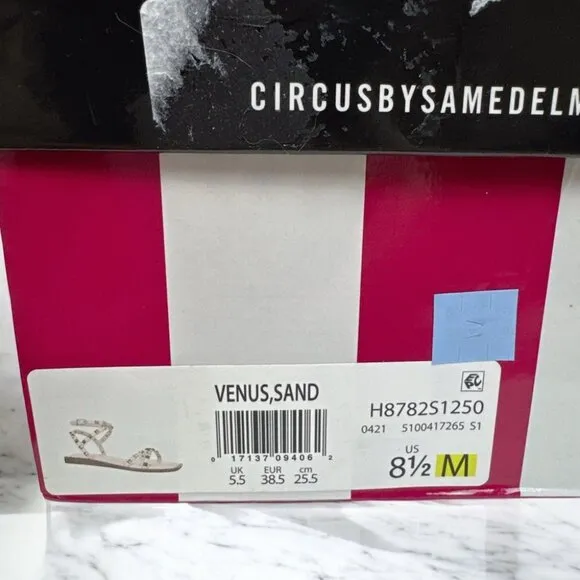 CIRCUSBYSAMEDELM
VENUS,SAND
H8782S1250
0421 5100417265 S1
0 17137 09406 2
UK EUR cm
5.5 38.5 25.5
US
8½ M